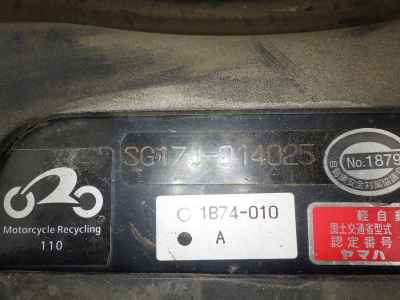 SG17J-014025
No.1879
1B74-010
A
Motorcycle Recycling
110
軽自動
国土交通省型式
認定番号
ヤマハ